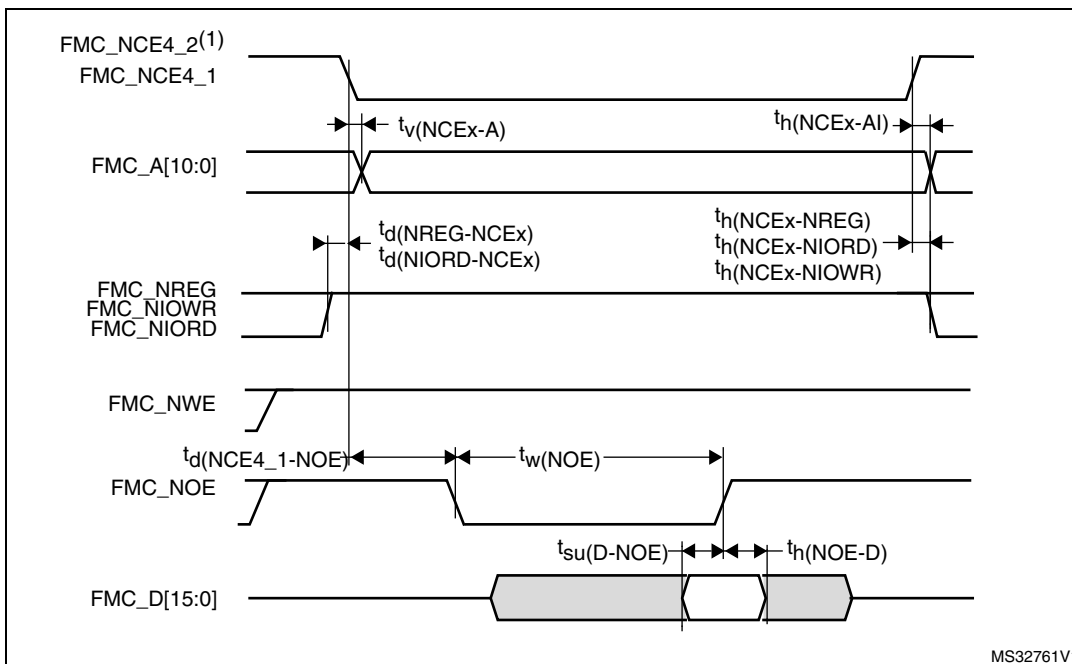 FMC_NCE4_2(1)
FMC_NCE4_1
tv(NCEx-A)
th(NCEx-AI)
FMC_A[10:0]
td(NREG-NCEx)
td(NIORD-NCEx)
th(NCEx-NREG)
th(NCEx-NIORD)
th(NCEx-NIOWR)
FMC_NREG
FMC_NIOWR
FMC_NIORD
FMC_NWE
td(NCE4_1-NOE)
tw(NOE)
FMC_NOE
tsu(D-NOE)
th(NOE-D)
FMC_D[15:0]
MS32761V